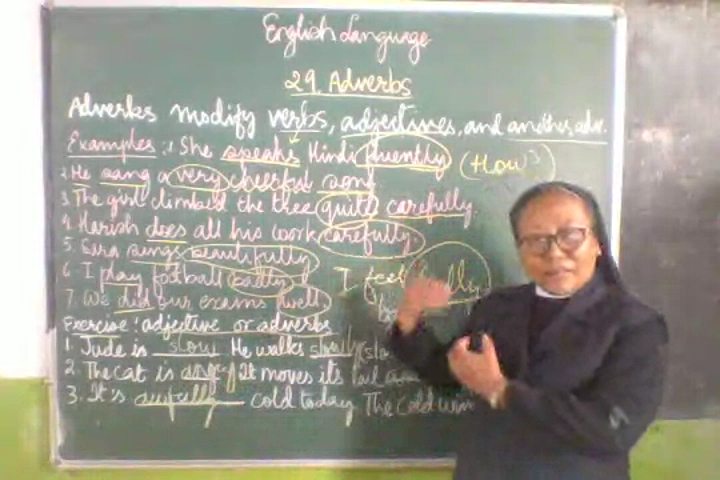 English Language
29. Adverbs
Adverbs modify verbs, adjectives, and another adv.
Examples :. She speaks Hindi fluently (How?)
2. He sang a very cheerful song
3. The girl climbed the tree quite carefully.
4. Harish does all his work carefully.
5. Sara sings beautifully
6 I play football badly I feel
7. We did our exams well
Exercise : adjective or adverbs
1. Jude is slow He walks slowly
2. The cat is angry It moves its tail
3. It is awfully cold today The cold win